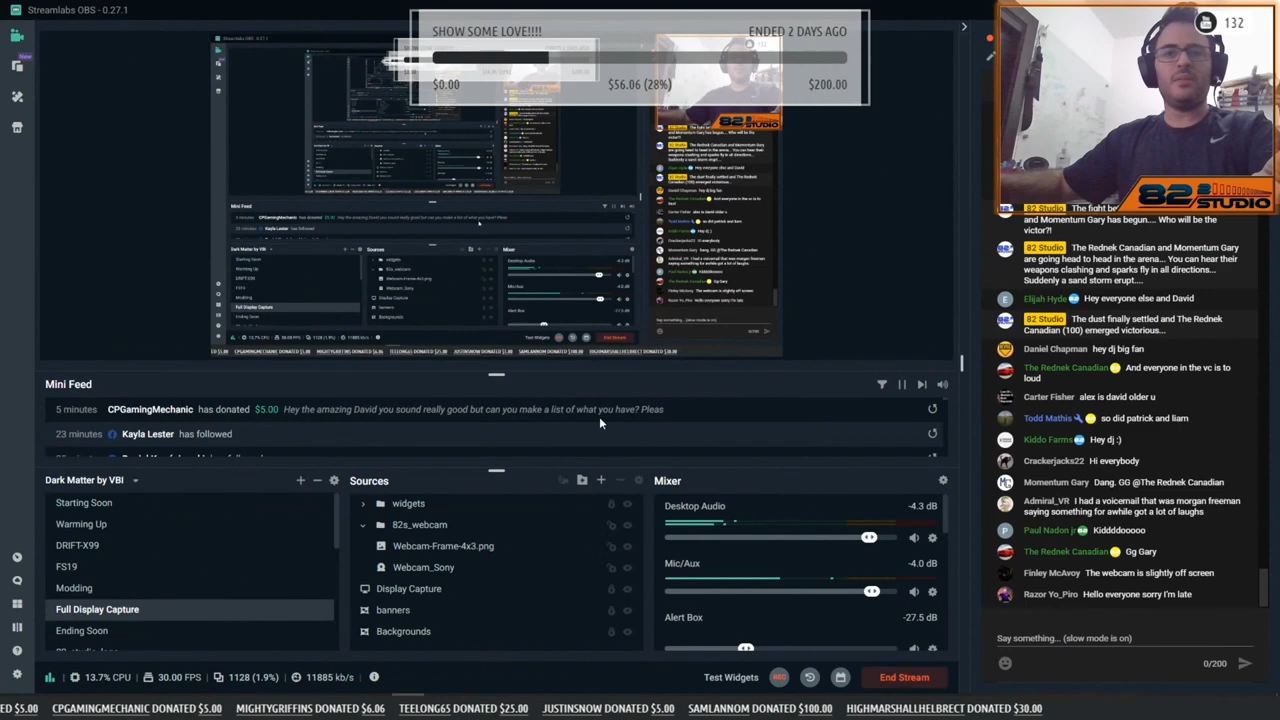 Streamlabs OBS - 0.27.1
SHOW SOME LOVE!!!!
ENDED 2 DAYS AGO
$0.00
$56.06 (28%)
$200.00
132
82 STUDIO
82 Studio The fight be
and Momentum Gary has begun... Who will be the
victor?!
82 Studio The Rednek Canadian and Momentum Gary
are going head to head in the arena... You can hear their
weapons clashing and sparks fly in all directions...
Suddenly a sand storm erupt....
Elijah Hyde Hey everyone else and David
82 Studio The dust finally settled and The Rednek
Canadian (100) emerged victorious...
Daniel Chapman hey dj big fan
The Rednek Canadian And everyone in the vc is to
loud
Carter Fisher alex is david older u
Todd Mathis so did patrick and liam
Kiddo Farms Hey dj :)
Crackerjacks22 Hi everybody
Momentum Gary Dang. GG @The Rednek Canadian
Admiral_VR I had a voicemail that was morgan freeman
saying something for awhile got a lot of laughs
Paul Nadon jr Kiddddooooo
The Rednek Canadian Gg Gary
Finley McAvoy The webcam is slightly off screen
Razor Yo_Piro Hello everyone sorry I'm late
Say something... (slow mode is on)
0/200
New
Mini Feed
5 minutes CPGamingMechanic has donated $5.00 Hey the amazing David you sound really good but can you make a list of what you have? Pleas
23 minutes Kayla Lester has followed
Dark Matter by VBI
Starting Soon
Warming Up
DRIFT-X99
FS19
Modding
Full Display Capture
Ending Soon
Sources
widgets
82s_webcam
Webcam-Frame-4x3.png
Webcam_Sony
Display Capture
banners
Backgrounds
Mixer
Desktop Audio -4.3 dB
Mic/Aux -4.0 dB
Alert Box -27.5 dB
13.7% CPU 30.00 FPS 1128 (1.9%) 11885 kb/s
Test Widgets REC End Stream
ED $5.00 CPGAMINGMECHANIC DONATED $5.00 MIGHTYGRIFFINS $6.06 TEELONG65 DONATED $25.00 JUSTINSNOW DONATED $5.00 SAMLANNOM DONATED $100.00 HIGHMARSHALLHELBRECT DONATED $30.00